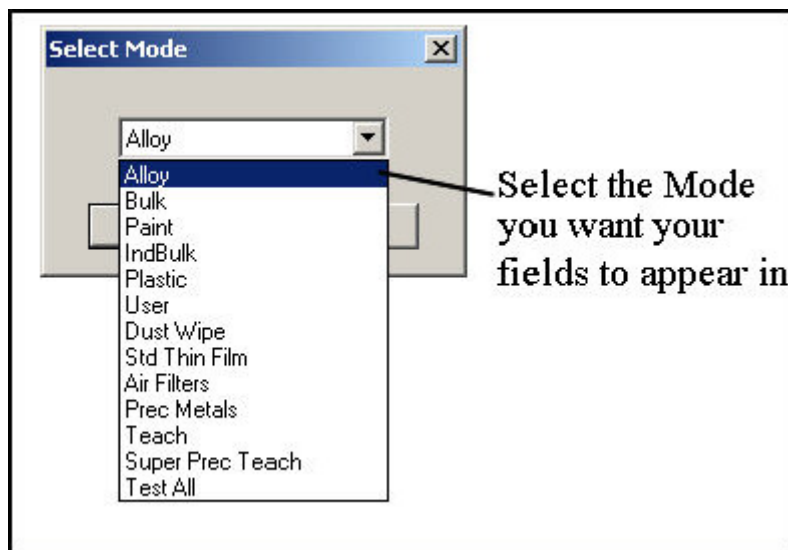 Select Mode
Alloy
Alloy
Bulk
Paint
IndBulk
Plastic
User
Dust Wipe
Std Thin Film
Air Filters
Prec Metals
Teach
Super Prec Teach
Test All
Select the Mode
you want your
fields to appear in